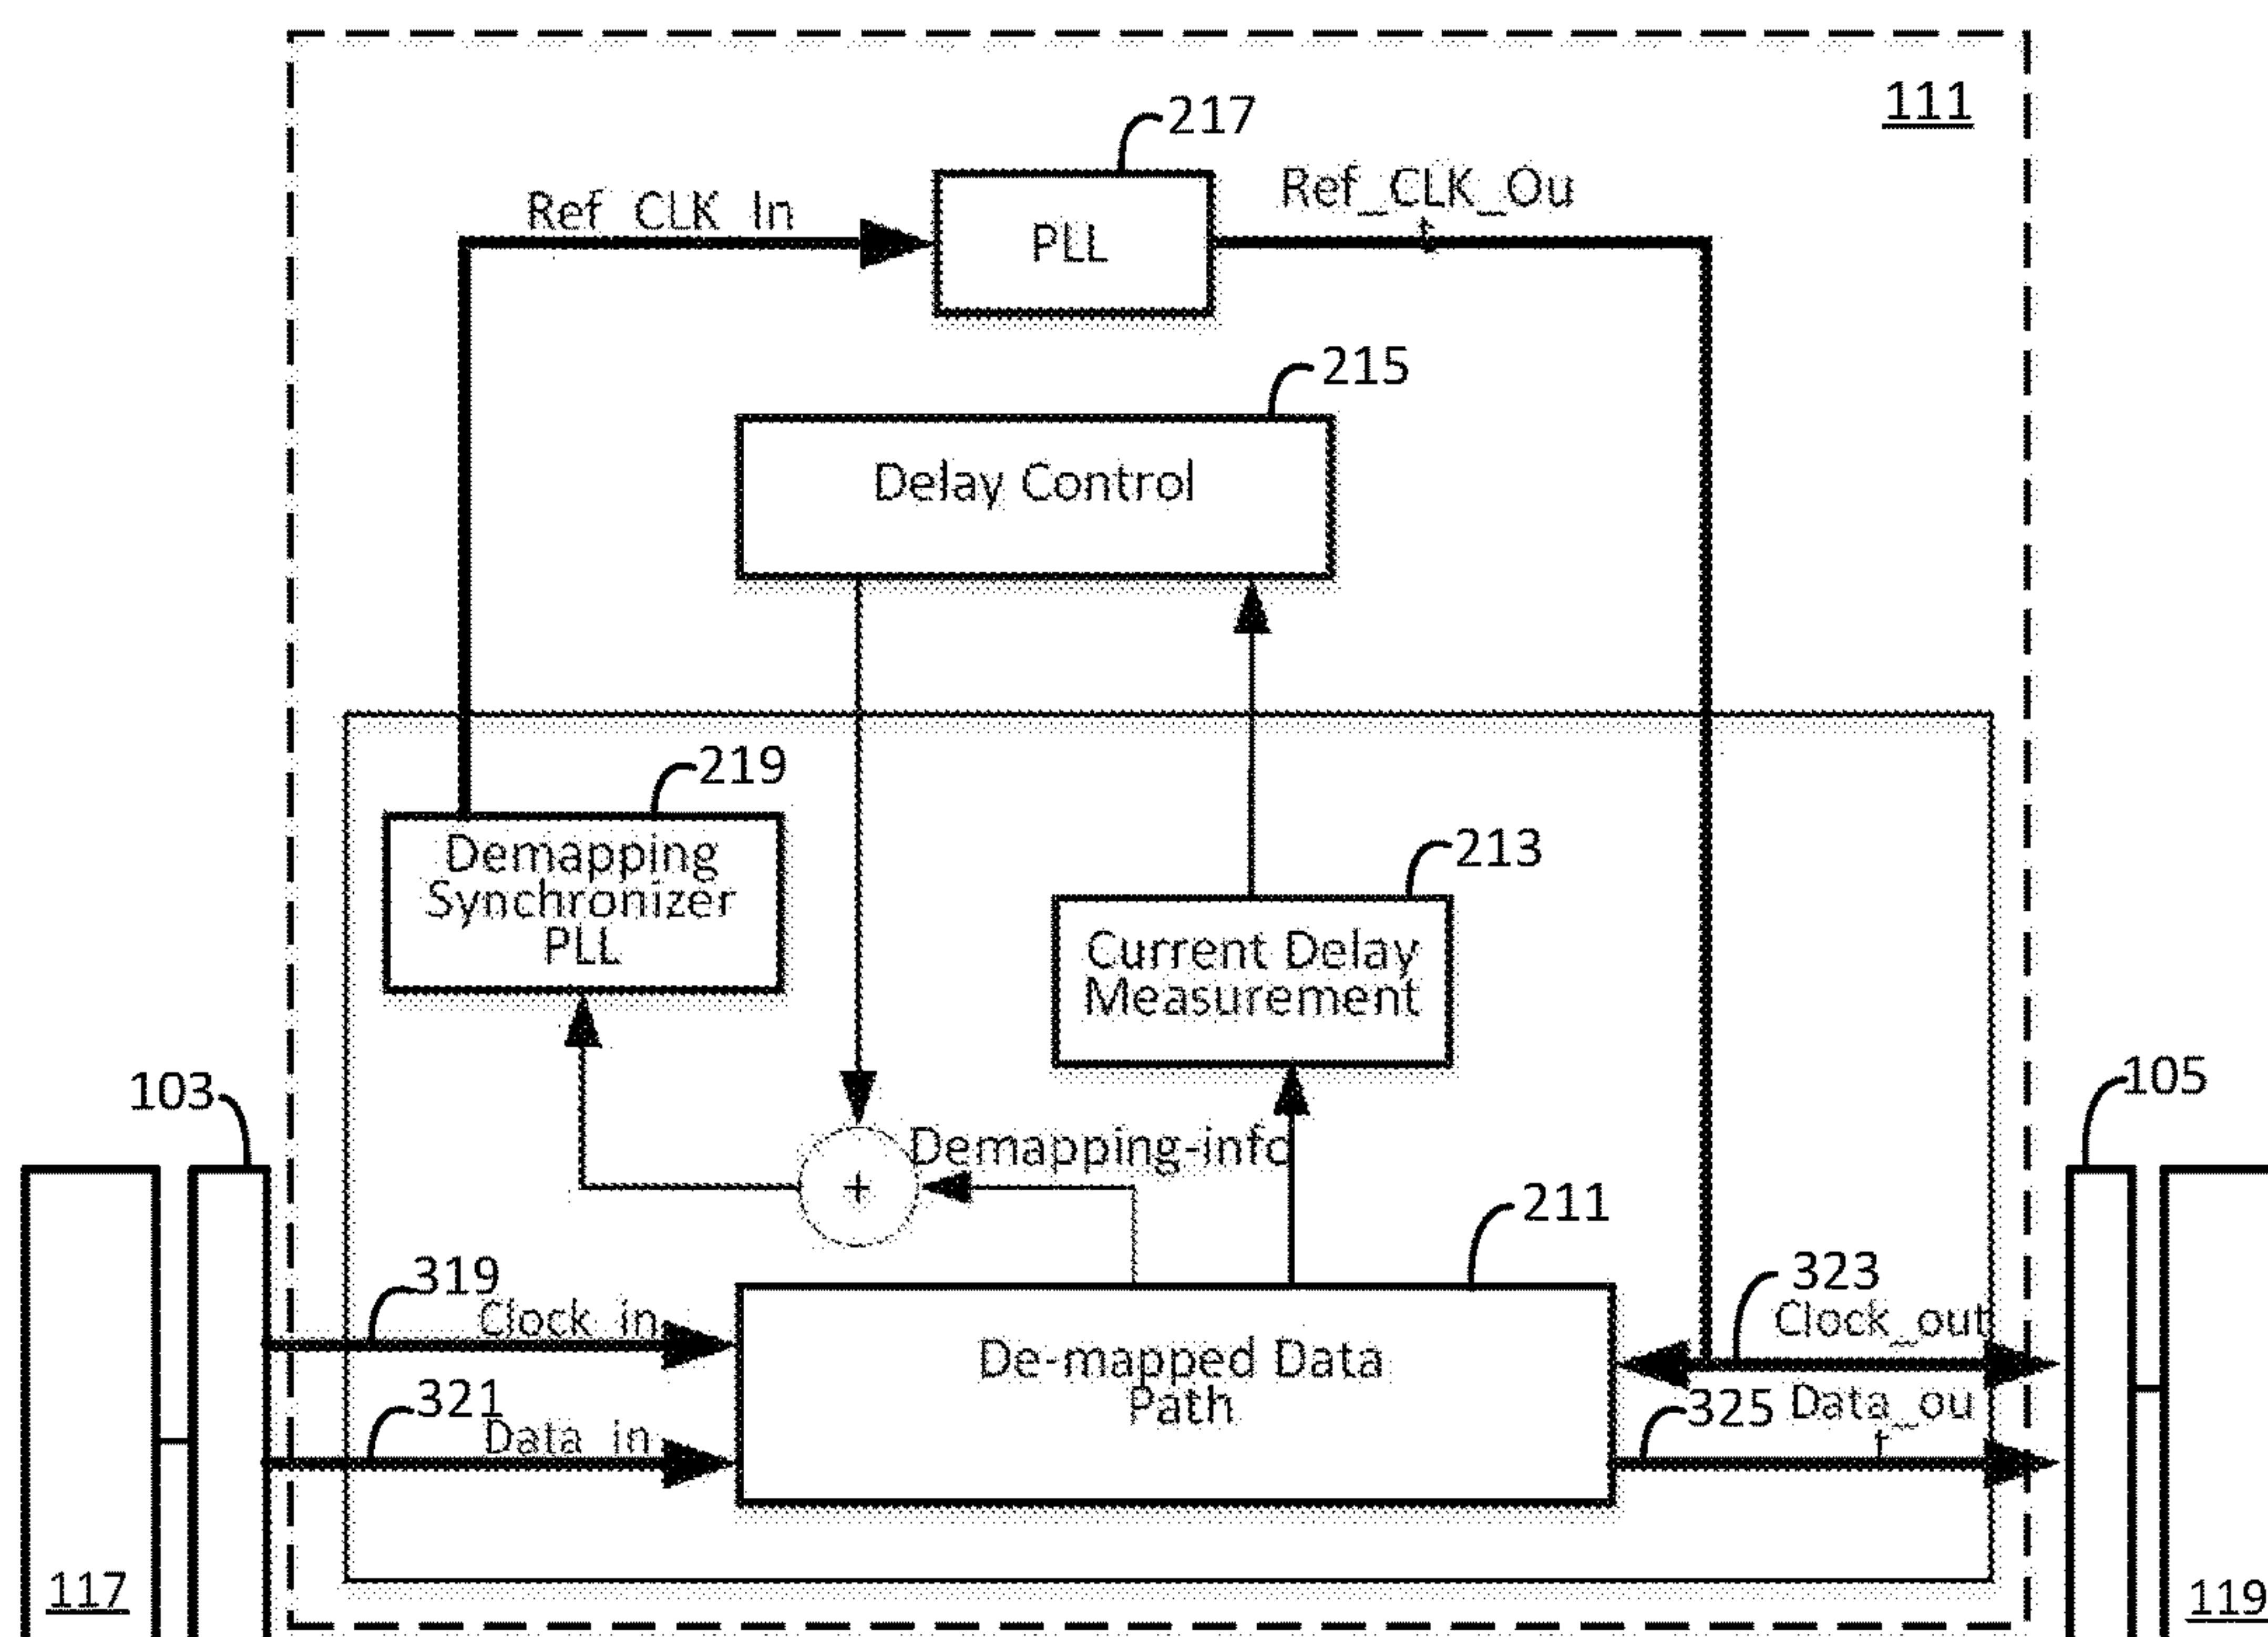 111
217
Ref_CLK_In
PLL
Ref_CLK_Ou
t
215
Delay Control
219
Demapping
Synchronizer
PLL
213
Current Delay
Measurement
103
105
Demapping-info
+
211
319
Clock_in
323
Clock_out
De-mapped Data
Path
321
Data_in
325
Data_ou
t
117
119